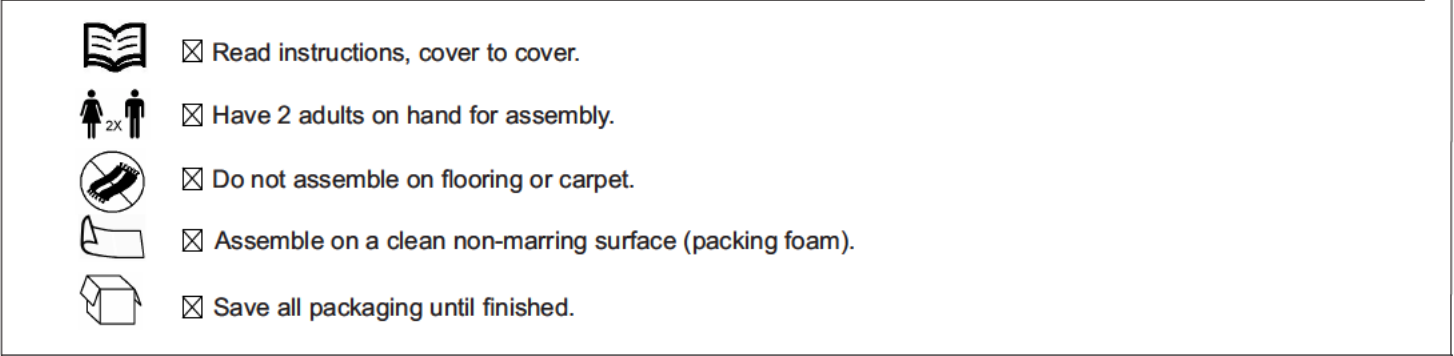 ☒ Read instructions, cover to cover.
2X ☒ Have 2 adults on hand for assembly.
☒ Do not assemble on flooring or carpet.
☒ Assemble on a clean non-marring surface (packing foam).
☒ Save all packaging until finished.